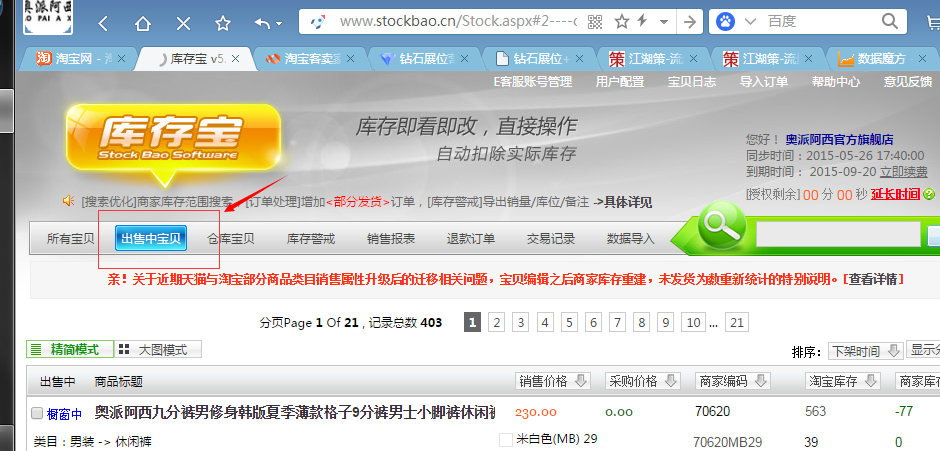 奥派阿西
www.stockbao.cn/Stock.aspx#2----c
百度
淘宝网 - 淘
库存宝 v5.
淘宝客卖
钻石展位
钻石展位+
江湖策-流
江湖策-流
数据魔方 -
E客服账号管理 用户配置 宝贝日志 导入订单 帮助中心 意见反馈
库存宝
Stock Bao Software
库存即看即改，直接操作
自动扣除实际库存
您好！ 奥派阿西官方旗舰店
同步时间：2015-05-26 17:40:00
到期时间： 2015-09-20 立即续费
[授权剩余] 00 分 00 秒 延长时间
[搜索优化]商家库存范围搜索 [订单处理]增加<部分发货>订单，[库存警戒]导出销量/库位/备注 ->具体详见
所有宝贝 出售中宝贝 仓库宝贝 库存警戒 销售报表 退款订单 交易记录 数据导入
亲！关于近期天猫与淘宝部分商品类目销售属性升级后的迁移相关问题，宝贝编辑之后商家库存重建，未发货为数重新统计的特别说明。[查看详情]
分页Page 1 Of 21 , 记录总数 403 1 2 3 4 5 6 7 8 9 10 ... 21
精简模式 大图模式 排序： 下架时间 显示
出售中 商品标题 销售价格 采购价格 商家编码 淘宝库存 商家库存
橱窗中 奥派阿西九分裤男修身韩版夏季薄款格子9分裤男士小脚裤休闲裤 230.00 0.00 70620 563 -77
类目：男装 -> 休闲裤 米白色(MB) 29 70620MB29 39 0